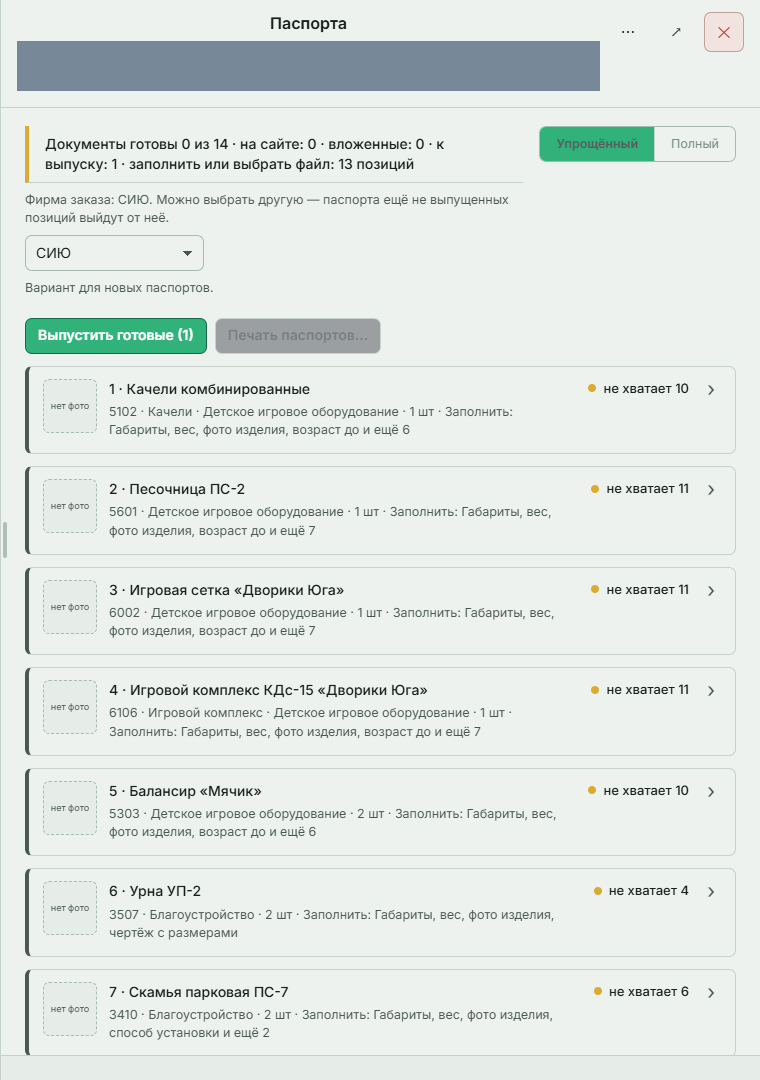 Паспорта
Документы готовы 0 из 14 · на сайте: 0 · вложенные: 0 · к
выпуску: 1 · заполнить или выбрать файл: 13 позиций
Упрощённый
Полный
Фирма заказа: СИЮ. Можно выбрать другую — паспорта ещё не выпущенных
позиций выйдут от неё.
СИЮ
Вариант для новых паспортов.
Выпустить готовые (1)
Печать паспортов...
нет фото
1 · Качели комбинированные
не хватает 10
5102 · Качели · Детское игровое оборудование · 1 шт · Заполнить:
Габариты, вес, фото изделия, возраст до и ещё 6
нет фото
2 · Песочница ПС-2
не хватает 11
5601 · Детское игровое оборудование · 1 шт · Заполнить: Габариты, вес,
фото изделия, возраст до и ещё 7
нет фото
3 · Игровая сетка «Дворики Юга»
не хватает 11
6002 · Детское игровое оборудование · 1 шт · Заполнить: Габариты, вес,
фото изделия, возраст до и ещё 7
нет фото
4 · Игровой комплекс КДс-15 «Дворики Юга»
не хватает 11
6106 · Игровой комплекс · Детское игровое оборудование · 1 шт ·
Заполнить: Габариты, вес, фото изделия, возраст до и ещё 7
нет фото
5 · Балансир «Мячик»
не хватает 10
5303 · Детское игровое оборудование · 2 шт · Заполнить: Габариты, вес,
фото изделия, возраст до и ещё 6
нет фото
6 · Урна УП-2
не хватает 4
3507 · Благоустройство · 2 шт · Заполнить: Габариты, вес, фото изделия,
чертёж с размерами
нет фото
7 · Скамья парковая ПС-7
не хватает 6
3410 · Благоустройство · 2 шт · Заполнить: Габариты, вес, фото изделия,
способ установки и ещё 2